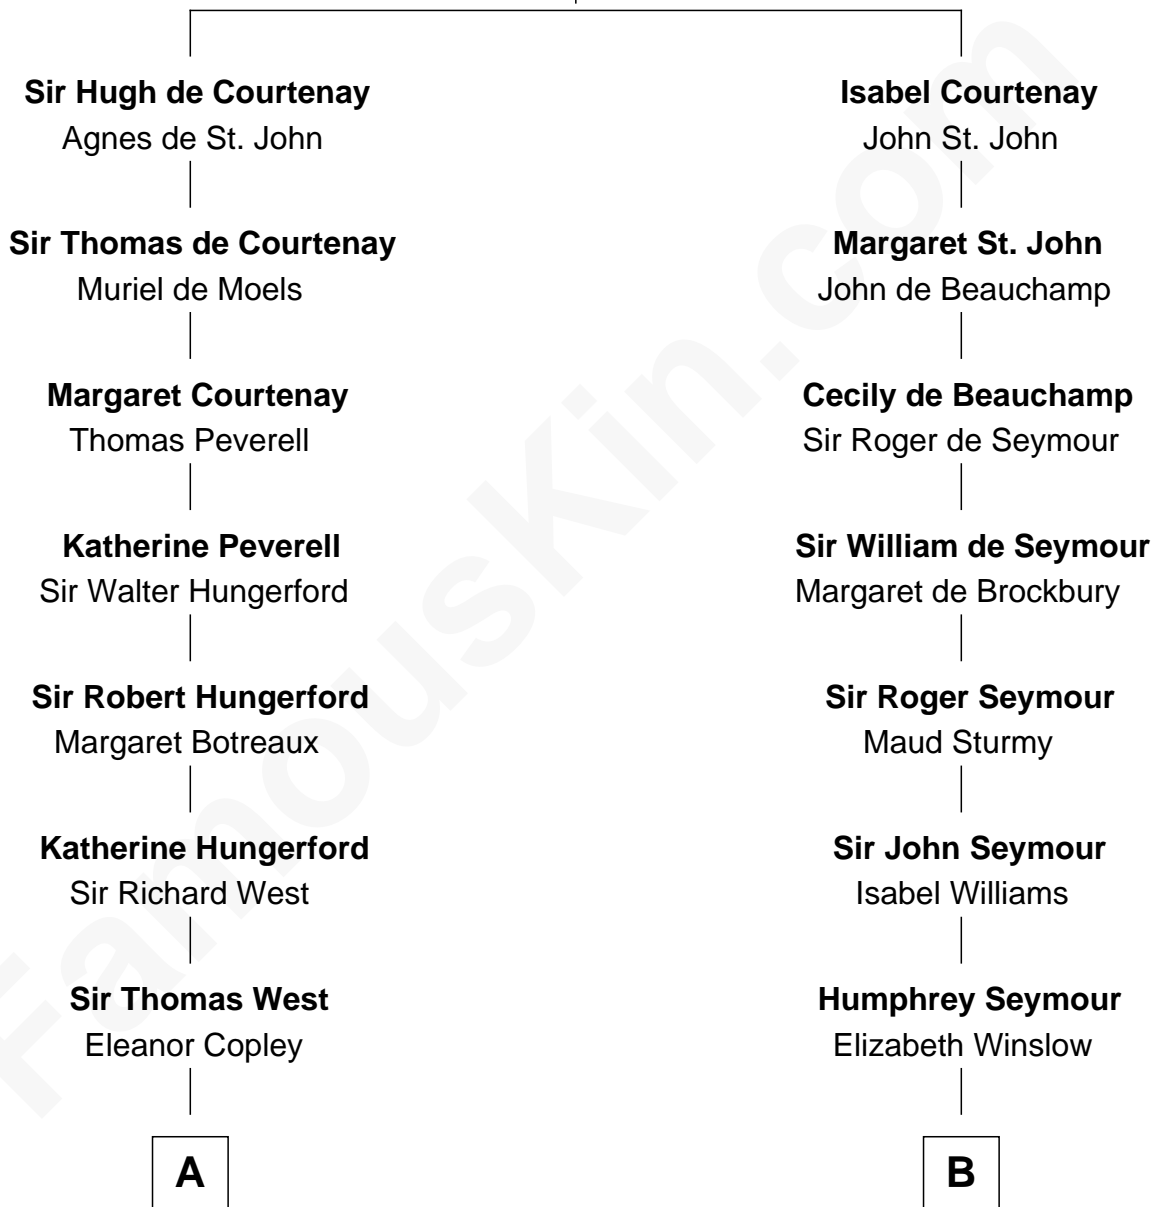 Sir Hugh de Courtenay
Agnes de St. John
Isabel Courtenay
John St. John
Sir Thomas de Courtenay
Muriel de Moels
Margaret St. John
John de Beauchamp
Margaret Courtenay
Thomas Peverell
Cecily de Beauchamp
Sir Roger de Seymour
Katherine Peverell
Sir Walter Hungerford
Sir William de Seymour
Margaret de Brockbury
Sir Robert Hungerford
Margaret Botreaux
Sir Roger Seymour
Maud Sturmy
Katherine Hungerford
Sir Richard West
Sir John Seymour
Isabel Williams
Sir Thomas West
Eleanor Copley
Humphrey Seymour
Elizabeth Winslow
A
B
FamousKin.com